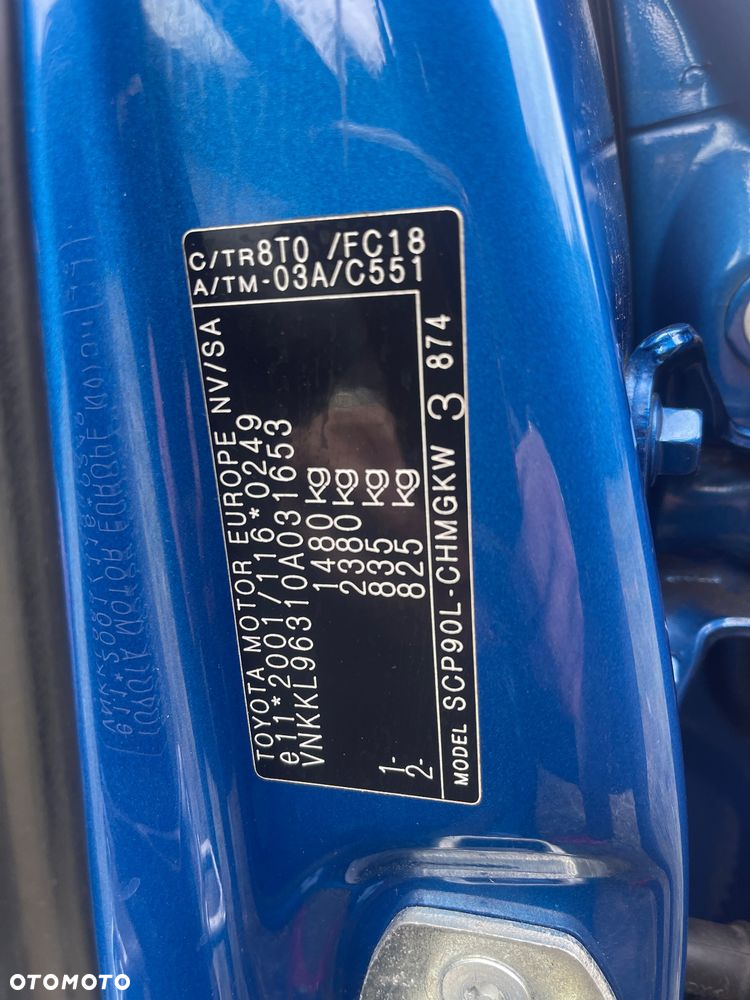 TOYOTA MOTOR EUROPE NV/SA
e11*2001/116*0249
VNKKL96310A031653
1480 kg
2380 kg
1- 835 kg
2- 825 kg
MODEL SCP90L-CHMGKW 3 874
C/TR8T0 /FC18
A/TM-03A/C551
OTOMOTO